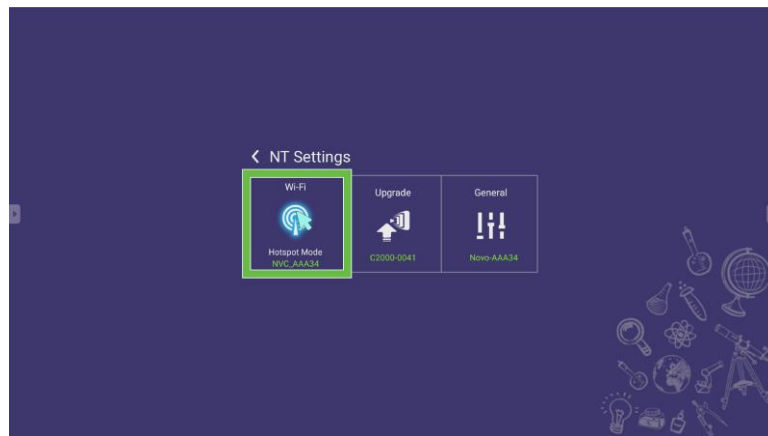 NT Settings
Wi-Fi
Hotspot Mode
NVC_AAA34
Upgrade
C2000-0041
General
Novo-AAA34